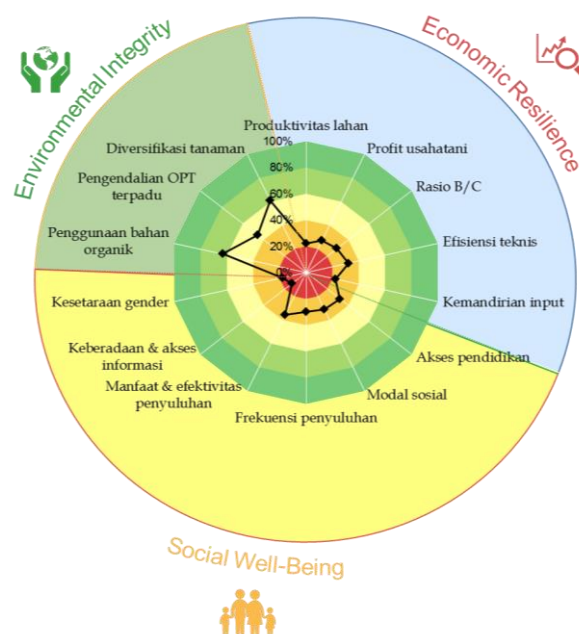 Environmental Integrity
Economic Resilience
Produktivitas lahan
100%
Diversifikasi tanaman
Profit usahatani
80%
Pengendalian OPT
terpadu
Rasio B/C
60%
40%
Penggunaan bahan
organik
Efisiensi teknis
20%
0%
Kesetaraan gender
Kemandirian input
Keberadaan & akses
informasi
Akses pendidikan
Manfaat & efektivitas
penyuluhan
Modal sosial
Frekuensi penyuluhan
Social Well-Being